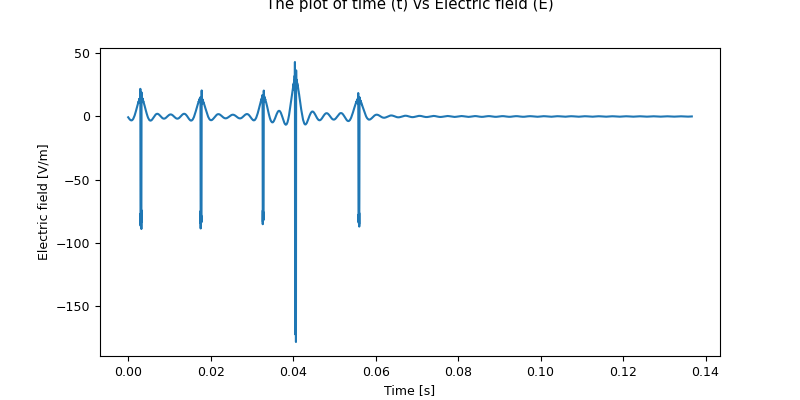 The plot of time (t) vs Electric field (E)
50
0
−50
−100
−150
Electric field [V/m]
0.00 0.02 0.04 0.06 0.08 0.10 0.12 0.14
Time [s]